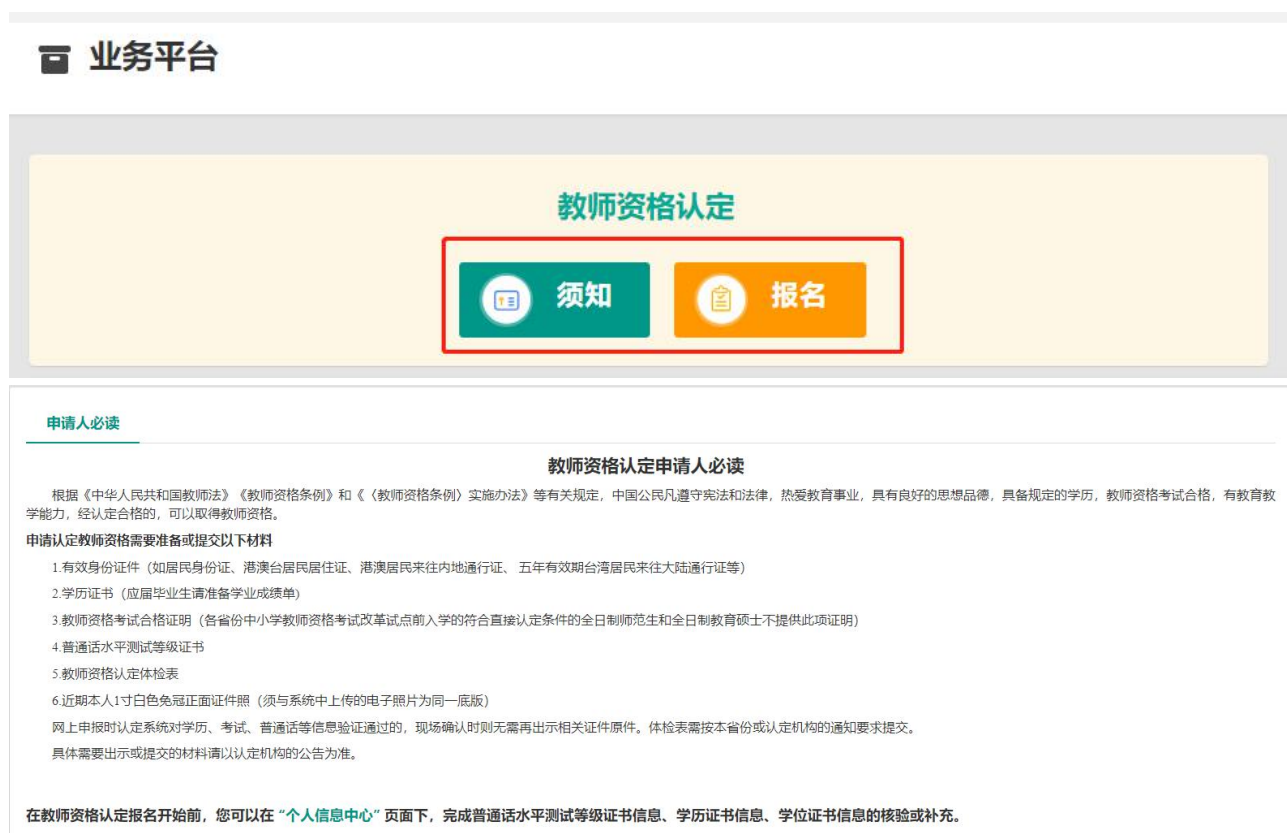 业务平台
教师资格认定
须知
报名
申请人必读
教师资格认定申请人必读
根据《中华人民共和国教师法》《教师资格条例》和《〈教师资格条例〉实施办法》等有关规定，中国公民凡遵守宪法和法律，热爱教育事业，具有良好的思想品德，具备规定的学历，教师资格考试合格，有教育教
学能力，经认定合格的，可以取得教师资格。
申请认定教师资格需要准备或提交以下材料
1.有效身份证件（如居民身份证、港澳台居民居住证、港澳居民来往内地通行证、 五年有效期台湾居民来往大陆通行证等）
2.学历证书（应届毕业生请准备学业成绩单)
3.教师资格考试合格证明（各省份中小学教师资格考试改革试点前入学的符合直接认定条件的全日制师范生和全日制教育硕士不提供此项证明）
4.普通话水平测试等级证书
5.教师资格认定体检表
6.近期本人1寸白色免冠正面证件照（须与系统中上传的电子照片为同一底版）
网上申报时认定系统对学历、考试、普通话等信息验证通过的，现场确认时则无需再出示相关证件原件。体检表需按本省份或认定机构的通知要求提交。
具体需要出示或提交的材料请以认定机构的公告为准。
在教师资格认定报名开始前，您可以在 “个人信息中心” 页面下，完成普通话水平测试等级证书信息、学历证书信息、学位证书信息的核验或补充。